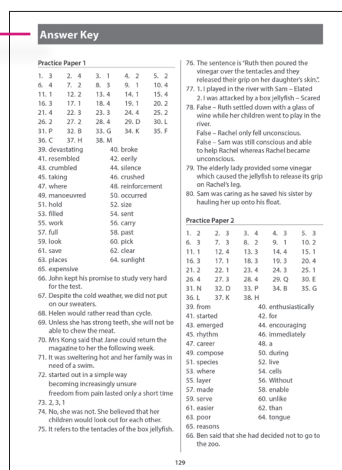 Answer Key
Practice Paper 1
1. 3 2. 4 3. 1 4. 2 5. 2
6. 4 7. 2 8. 3 9. 1 10. 4
11. 1 12. 2 13. 4 14. 1 15. 4
16. 3 17. 1 18. 4 19. 1 20. 2
21. 4 22. 3 23. 3 24. 4 25. 2
26. 2 27. 2 28. 4 29. D 30. L
31. P 32. B 33. G 34. K 35. F
36. C 37. H 38. M
39. devastating 40. broke
41. resembled 42. eerily
43. crumbled 44. silence
45. taking 46. crushed
47. where 48. reinforcement
49. manoeuvred 50. occurred
51. hold 52. size
53. filled 54. sent
55. work 56. carry
57. full 58. past
59. look 60. pick
61. save 62. clear
63. places 64. sunlight
65. expensive
66. John kept his promise to study very hard
for the test.
67. Despite the cold weather, we did not put
on our sweaters.
68. Helen would rather read than cycle.
69. Unless she has strong teeth, she will not be
able to chew the meat.
70. Mrs Kong said that Jane could return the
magazine to her the following week.
71. It was sweltering hot and her family was in
need of a swim.
72. started out in a simple way
becoming increasingly unsure
freedom from pain lasted only a short time
73. 2, 3, 1
74. No, she was not. She believed that her
children would look out for each other.
75. It refers to the tentacles of the box jellyfish.
76. The sentence is "Ruth then poured the
vinegar over the tentacles and they
released their grip on her daughter's skin.".
77. 1. I played in the river with Sam – Elated
2. I was attacked by a box jellyfish – Scared
78. False – Ruth settled down with a glass of
wine while her children went to play in the
river.
False – Rachel only fell unconscious.
False – Sam was still conscious and able
to help Rachel whereas Rachel became
unconscious.
79. The elderly lady provided some vinegar
which caused the jellyfish to release its grip
on Rachel's leg.
80. Sam was caring as he saved his sister by
hauling her up onto his float.
Practice Paper 2
1. 2 2. 3 3. 4 4. 3 5. 3
6. 3 7. 3 8. 2 9. 1 10. 2
11. 1 12. 4 13. 3 14. 4 15. 1
16. 3 17. 1 18. 3 19. 3 20. 4
21. 2 22. 1 23. 4 24. 3 25. 1
26. 4 27. 3 28. 4 29. Q 30. E
31. N 32. D 33. P 34. B 35. G
36. L 37. K 38. H
39. from 40. enthusiastically
41. started 42. for
43. emerged 44. encouraging
45. rhythm 46. immediately
47. career 48. a
49. compose 50. during
51. species 52. live
53. where 54. cells
55. layer 56. Without
57. made 58. enable
59. serve 60. unlike
61. easier 62. than
63. poor 64. tongue
65. reasons
66. Ben said that she had decided not to go to
the zoo.
129